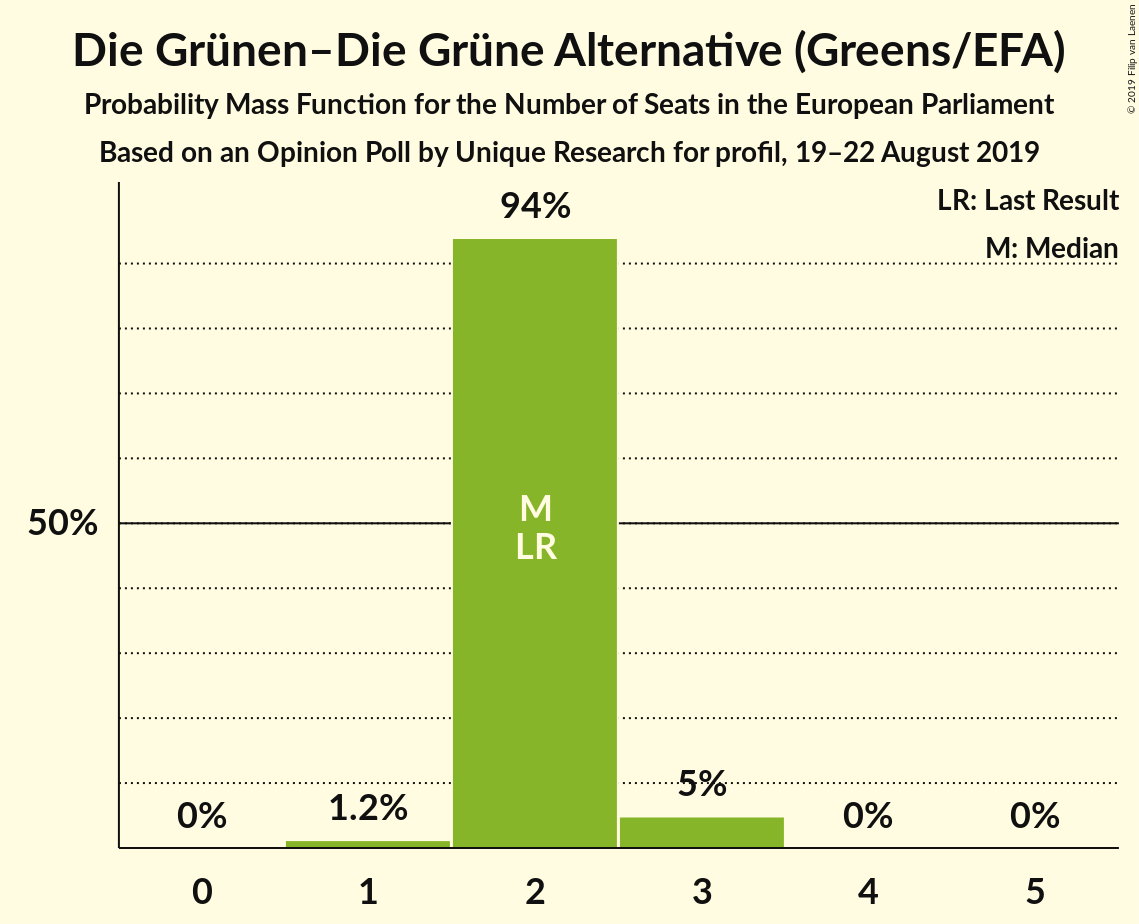 Die Grünen–Die Grüne Alternative (Greens/EFA)
Probability Mass Function for the Number of Seats in the European Parliament
Based on an Opinion Poll by Unique Research for profil, 19–22 August 2019
© 2019 Filip van Laenen
LR: Last Result
M: Median
94%
50%
M
LR
0%
1.2%
5%
0%
0%
0
1
2
3
4
5